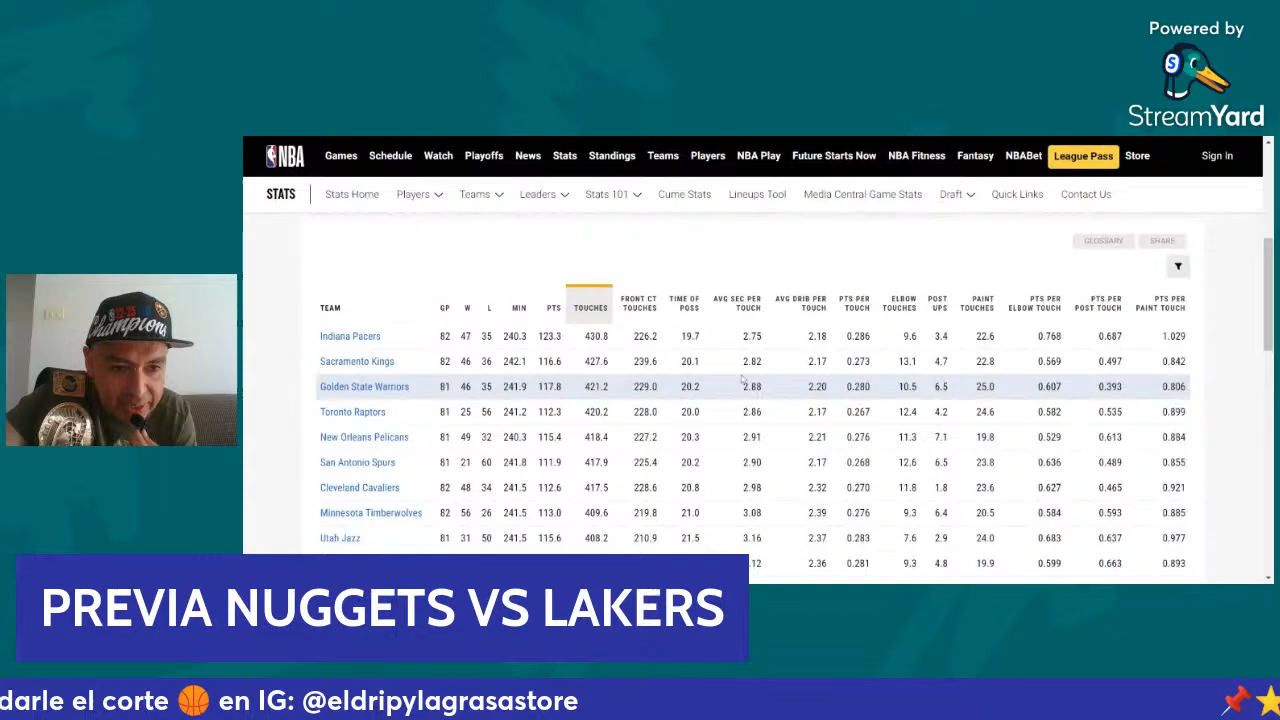 Powered by
StreamYard
NBA Games Schedule Watch Playoffs News Stats Standings Teams Players NBA Play Future Starts Now NBA Fitness Fantasy NBABet League Pass Store Sign In
STATS Stats Home Players Teams Leaders Stats 101 Cume Stats Lineups Tool Media Central Game Stats Draft Quick Links Contact Us
GLOSSARY SHARE
TEAM GP W L MIN PTS TOUCHES FRONT CT TOUCHES TIME OF POSS AVG SEC PER TOUCH AVG DRIB PER TOUCH PTS PER TOUCH ELBOW TOUCHES POST UPS PAINT TOUCHES PTS PER ELBOW TOUCH PTS PER POST TOUCH PTS PER PAINT TOUCH
Indiana Pacers 82 47 35 240.3 123.3 430.8 226.2 19.7 2.75 2.18 0.286 9.6 3.4 22.6 0.768 0.687 1.029
Sacramento Kings 82 46 36 242.1 116.6 427.6 239.6 20.1 2.82 2.17 0.273 13.1 4.7 22.8 0.569 0.497 0.842
Golden State Warriors 81 46 35 241.9 117.8 421.2 229.0 20.2 2.88 2.20 0.280 10.5 6.5 25.0 0.607 0.393 0.806
Toronto Raptors 81 25 56 241.2 112.3 420.2 228.0 20.0 2.86 2.17 0.267 12.4 4.2 24.6 0.582 0.535 0.899
New Orleans Pelicans 81 49 32 240.3 115.4 418.4 227.2 20.3 2.91 2.21 0.276 11.3 7.1 19.8 0.529 0.613 0.884
San Antonio Spurs 81 21 60 241.8 111.9 417.9 225.4 20.2 2.90 2.17 0.268 12.6 6.5 23.8 0.636 0.489 0.855
Cleveland Cavaliers 82 48 34 241.5 112.6 417.5 228.6 20.8 2.98 2.32 0.270 11.8 1.8 23.6 0.627 0.465 0.921
Minnesota Timberwolves 82 56 26 241.5 113.0 409.6 219.8 21.0 3.08 2.39 0.276 9.3 6.4 20.5 0.584 0.593 0.885
Utah Jazz 81 31 50 241.5 115.6 408.2 210.9 21.5 3.16 2.37 0.283 7.6 2.9 24.0 0.683 0.637 0.977
.12 2.36 0.281 9.3 4.8 19.9 0.599 0.663 0.893
Champions
PREVIA NUGGETS VS LAKERS
darle el corte 🏀 en IG: @eldripylagrasastore 📌⭐